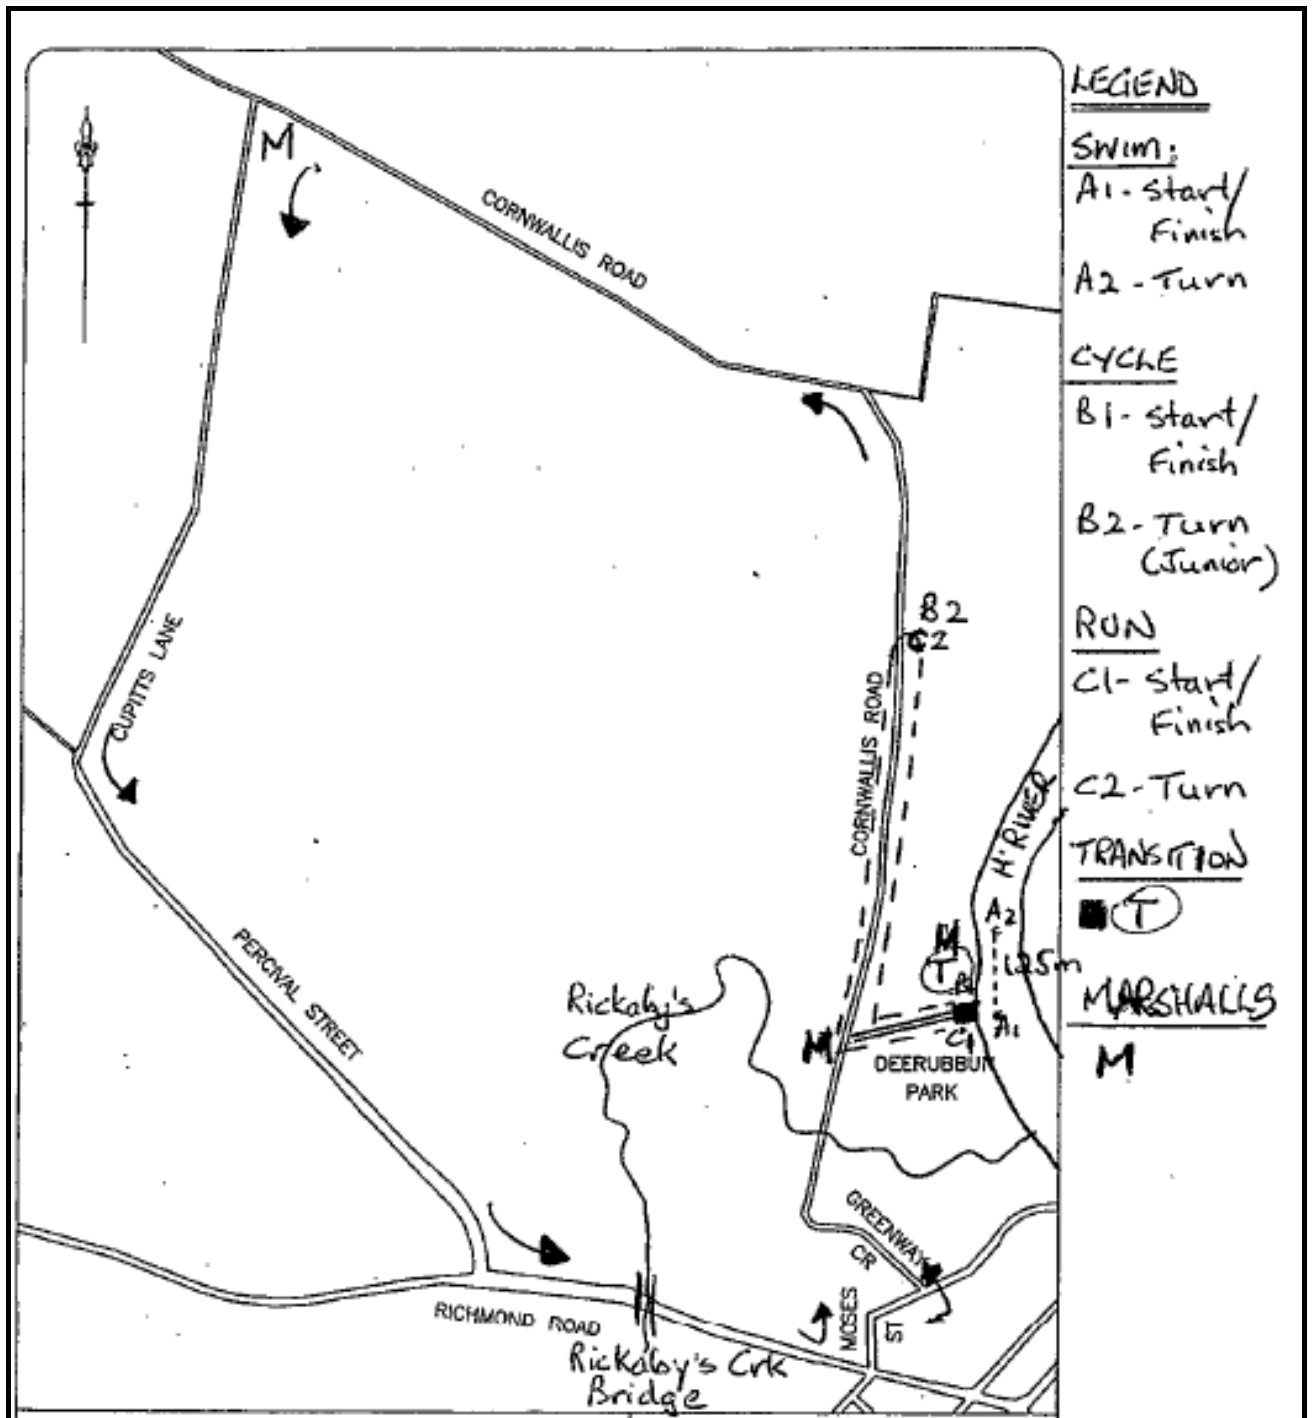 LEGEND
SWIM:
A1 - Start/
Finish
A2 - Turn
CYCLE
B1 - Start/
Finish
B2 - Turn
(Junior)
RUN
C1 - Start/
Finish
C2 - Turn
TRANSITION
T
MARSHALLS
M
M
CORNWALLIS ROAD
B2
C2
CUPITTS LANE
CORNWALLIS ROAD
H' RIVER
A2
M
T
125m
PERCIVAL STREET
Rickaby's
Creek
A1
C1
M
DEERUBBUN
PARK
GREENWAY
CR
MOSES
ST
RICHMOND ROAD
Rickaby's Crk
Bridge